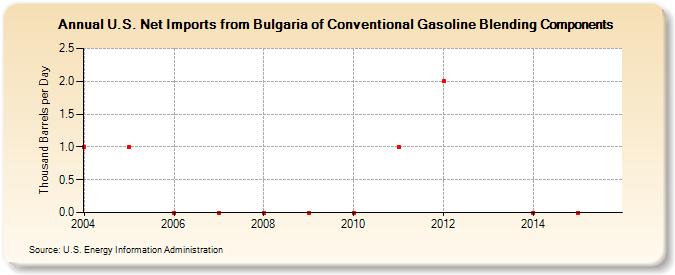 Annual U.S. Net Imports from Bulgaria of Conventional Gasoline Blending Components
Thousand Barrels per Day
2.5
2.0
1.5
1.0
0.5
0.0
2004 2006 2008 2010 2012 2014
Source: U.S. Energy Information Administration